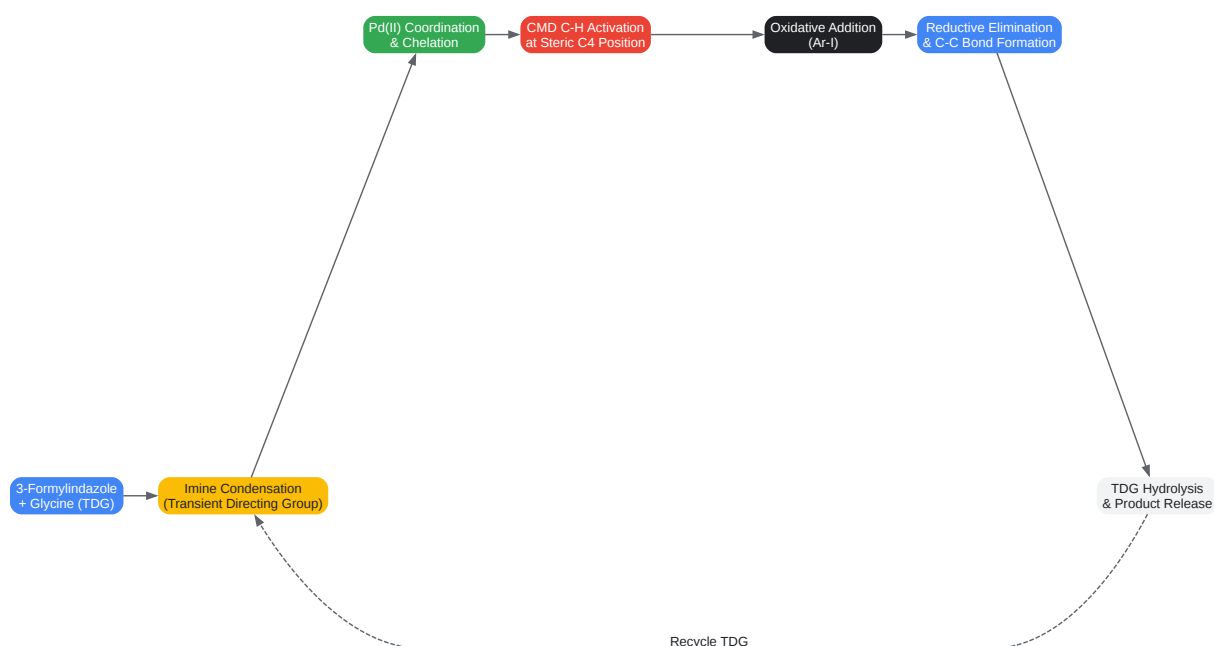 Pd(II) Coordination
& Chelation
CMD C-H Activation
at Steric C4 Position
Oxidative Addition
(Ar-I)
Reductive Elimination
& C-C Bond Formation
3-Formylindazole
+ Glycine (TDG)
Imine Condensation
(Transient Directing Group)
TDG Hydrolysis
& Product Release
Recycle TDG